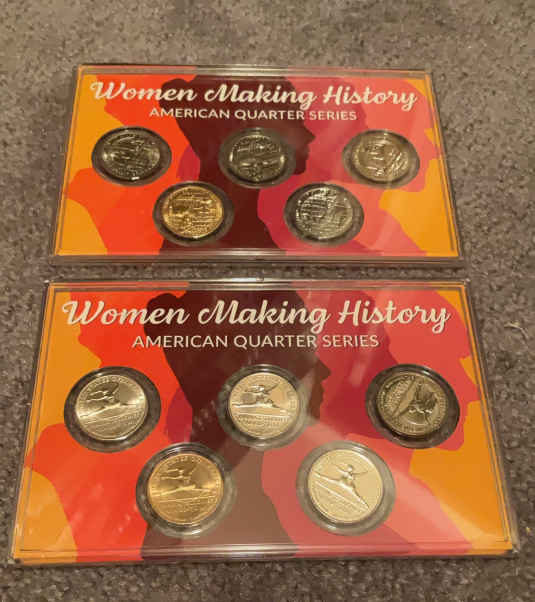 Women Making History
AMERICAN QUARTER SERIES
Women Making History
AMERICAN QUARTER SERIES